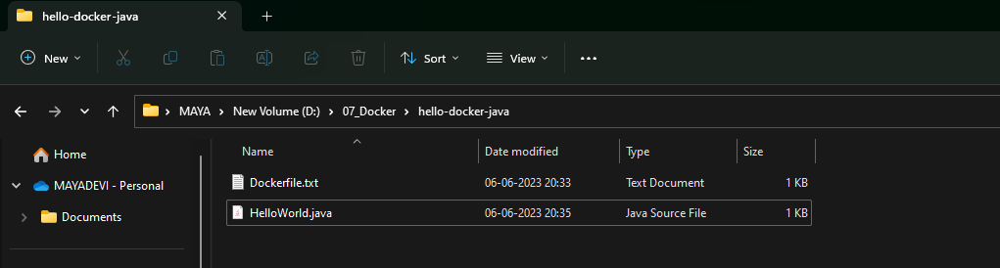 hello-docker-java
New
Sort
View
MAYA New Volume (D:) 07_Docker hello-docker-java
Home
MAYADEVI - Personal
Documents
Name Date modified Type Size
Dockerfile.txt 06-06-2023 20:33 Text Document 1 KB
HelloWorld.java 06-06-2023 20:35 Java Source File 1 KB